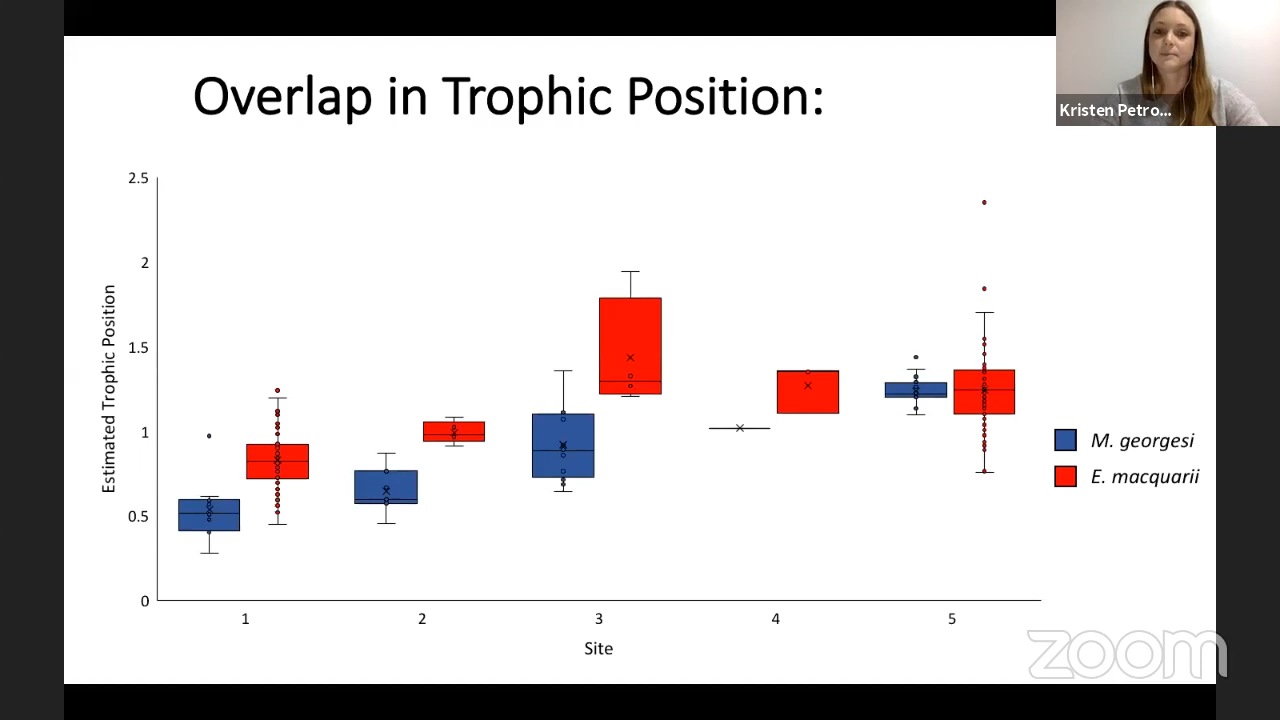 Overlap in Trophic Position:
Kristen Petro...
2.5
2
1.5
1
0.5
0
Estimated Trophic Position
1 2 3 4 5
Site
M. georgesi
E. macquarii
zoom